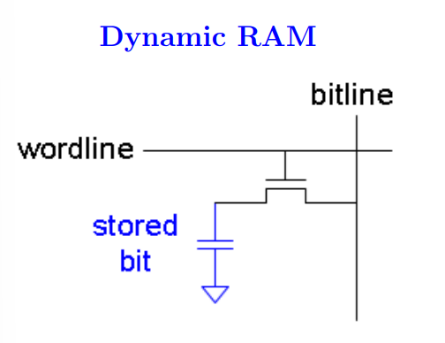 Dynamic RAM
bitline
wordline
stored
bit